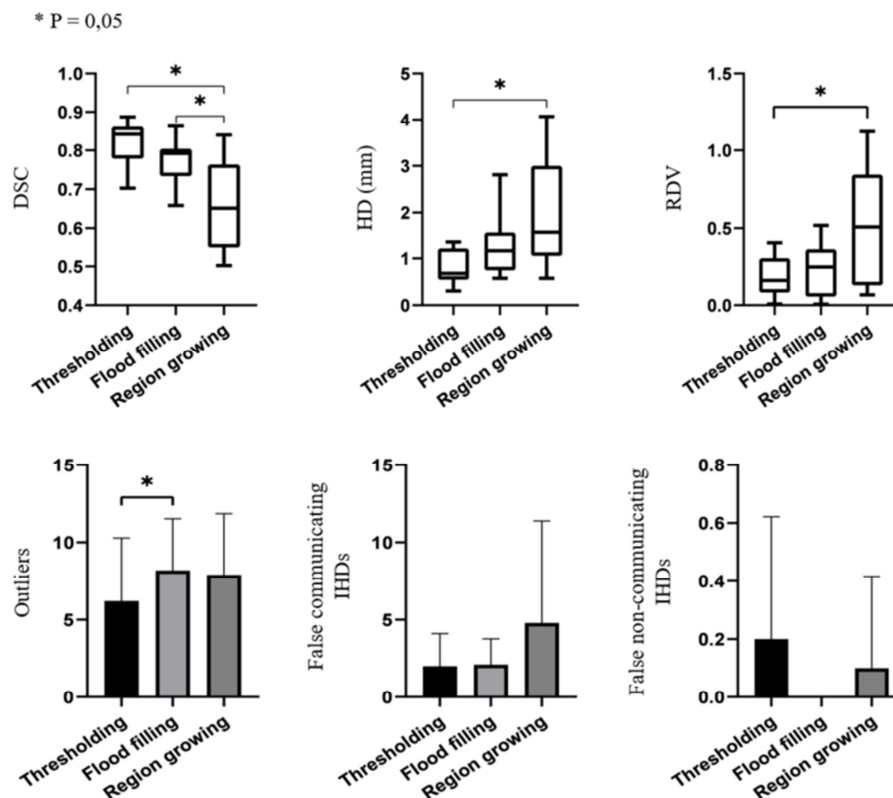 * P = 0,05
DSC
1.0
0.9
0.8
0.7
0.6
0.5
0.4
*
*
Thresholding
Flood filling
Region growing
HD (mm)
5
4
3
2
1
0
*
Thresholding
Flood filling
Region growing
RDV
1.5
1.0
0.5
0.0
*
Thresholding
Flood filling
Region growing
Outliers
15
10
5
0
*
Thresholding
Flood filling
Region growing
False communicating
IHDs
15
10
5
0
Thresholding
Flood filling
Region growing
False non-communicating
IHDs
0.8
0.6
0.4
0.2
0.0
Thresholding
Flood filling
Region growing